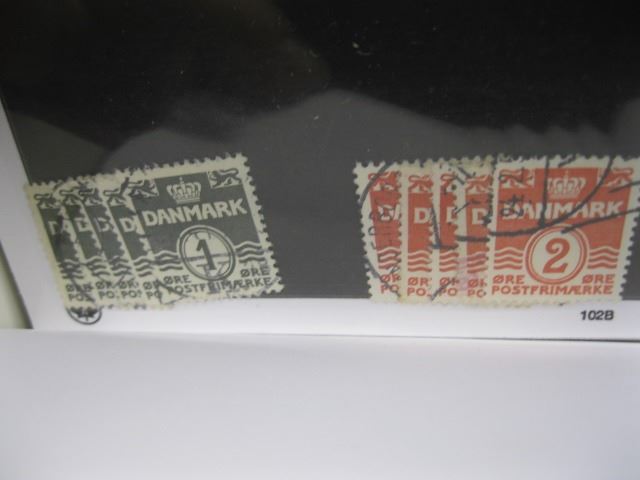 DANMARK
1
ØRE ØRE
POSTFRIMÆRKE
DANMARK
2
ØRE ØRE
POSTFRIMÆRKE
102B